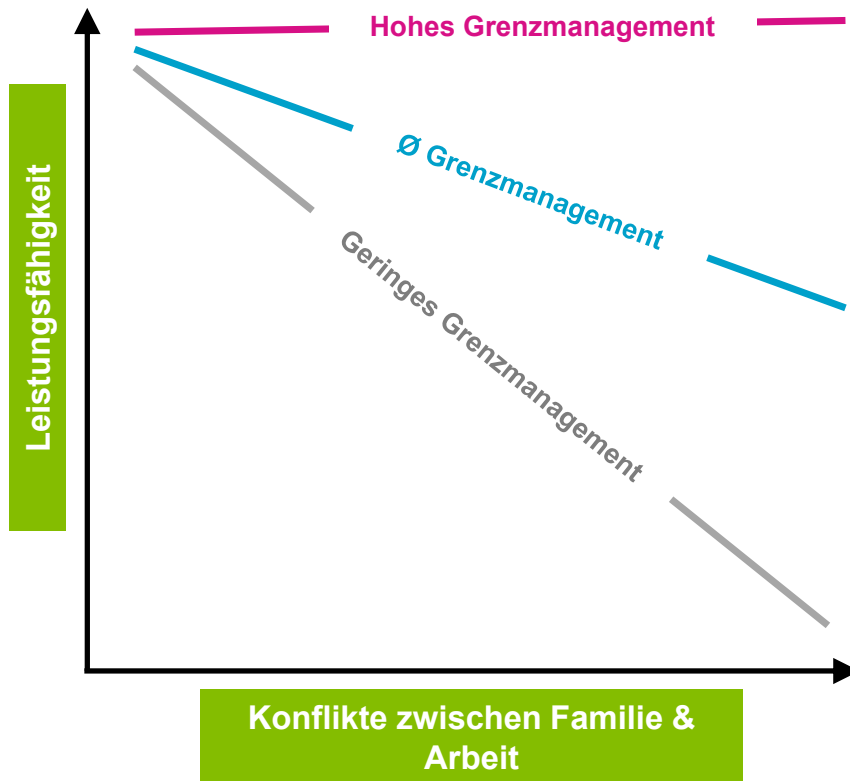 Hohes Grenzmanagement
Ø Grenzmanagement
Geringes Grenzmanagement
Leistungsfähigkeit
Konflikte zwischen Familie &
Arbeit